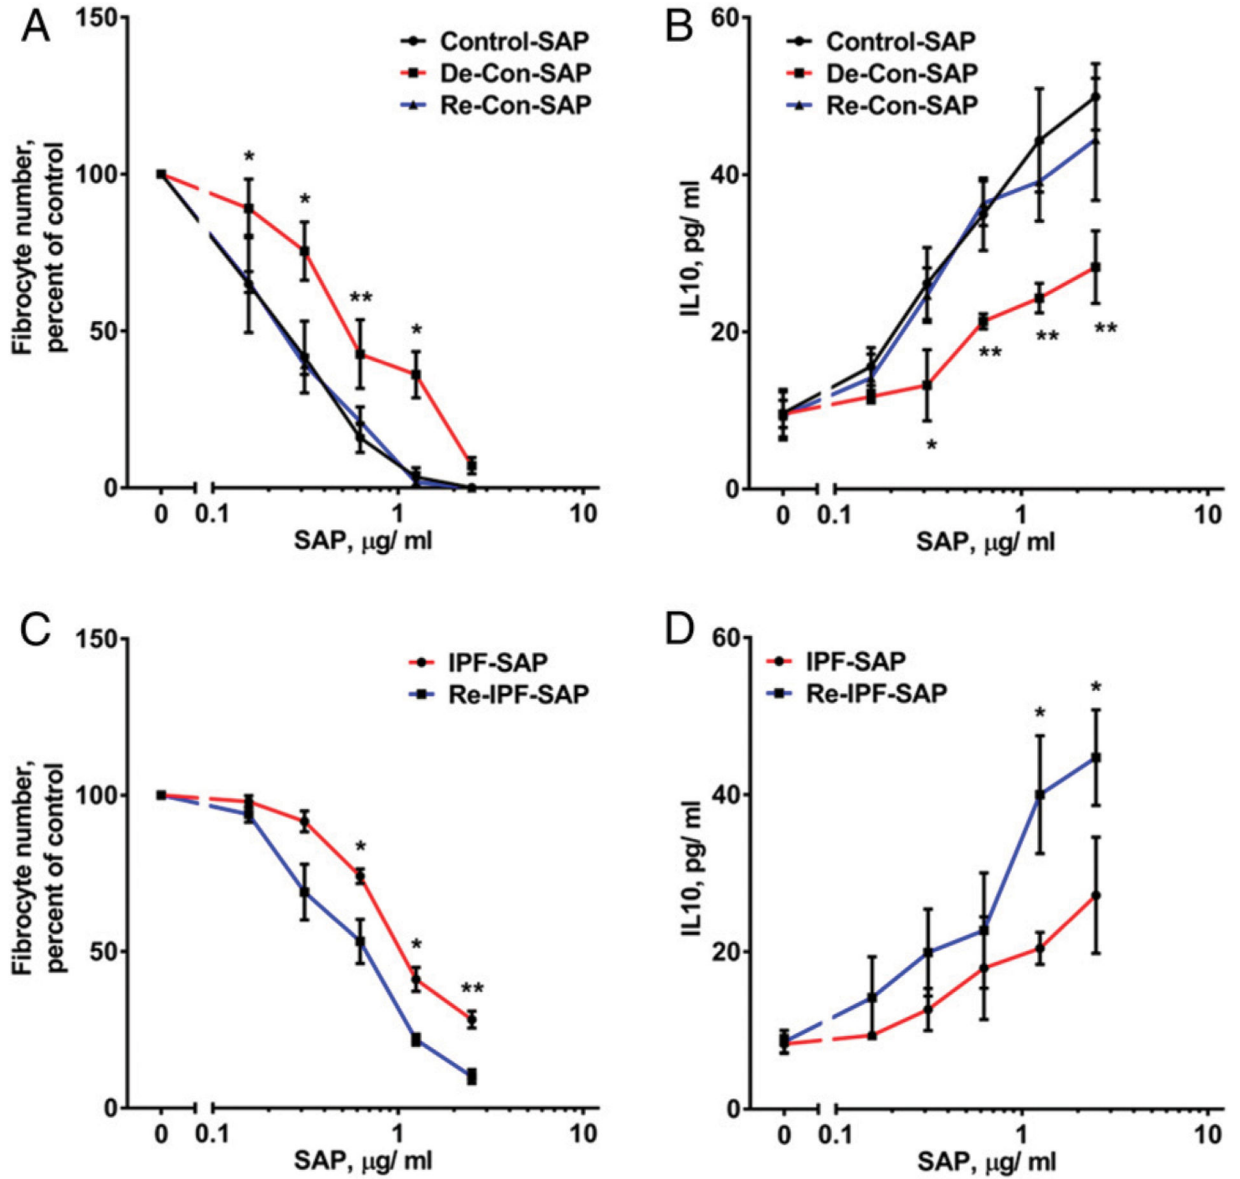 A
150
100
50
0
Fibrocyte number,
percent of control
Control-SAP
De-Con-SAP
Re-Con-SAP
*
*
**
*
0 0.1 1 10
SAP, µg/ ml
B
60
40
20
0
IL10, pg/ ml
Control-SAP
De-Con-SAP
Re-Con-SAP
*
**
**
**
0 0.1 1 10
SAP, µg/ ml
C
150
100
50
0
Fibrocyte number,
percent of control
IPF-SAP
Re-IPF-SAP
*
*
**
0 0.1 1 10
SAP, µg/ ml
D
60
40
20
0
IL10, pg/ ml
IPF-SAP
Re-IPF-SAP
*
*
0 0.1 1 10
SAP, µg/ ml